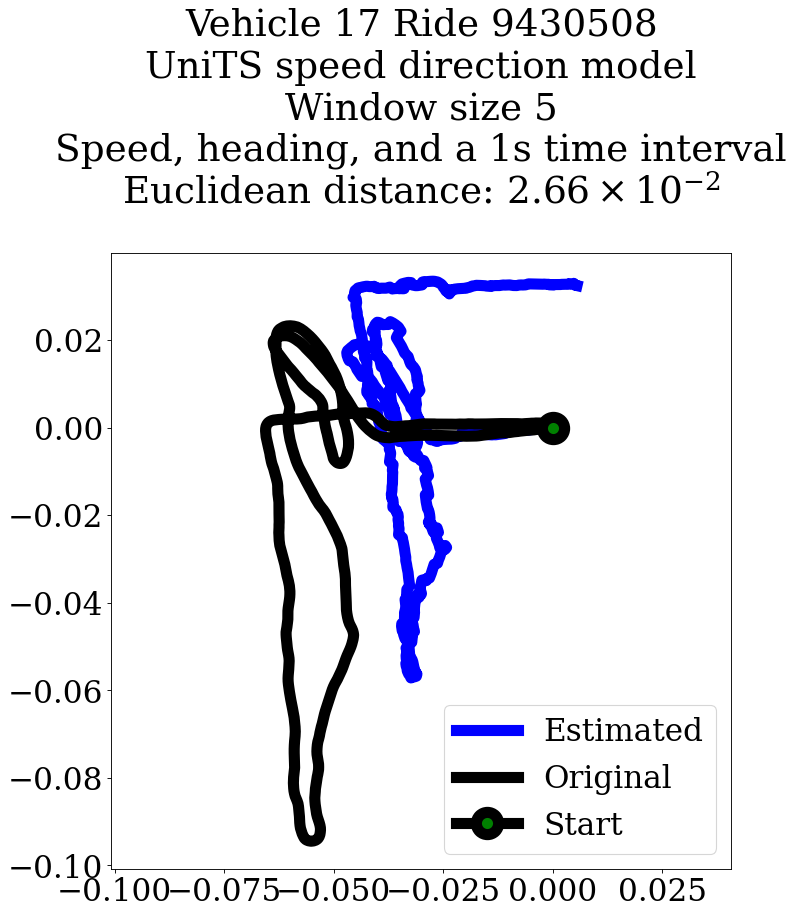 Vehicle 17 Ride 9430508
UniTS speed direction model
Window size 5
Speed, heading, and a 1s time interval
Euclidean distance: 2.66 × 10⁻²
0.02
0.00
−0.02
−0.04
−0.06
−0.08
−0.10
Estimated
Original
Start
−0.100 −0.075 −0.050 −0.025 0.000 0.025